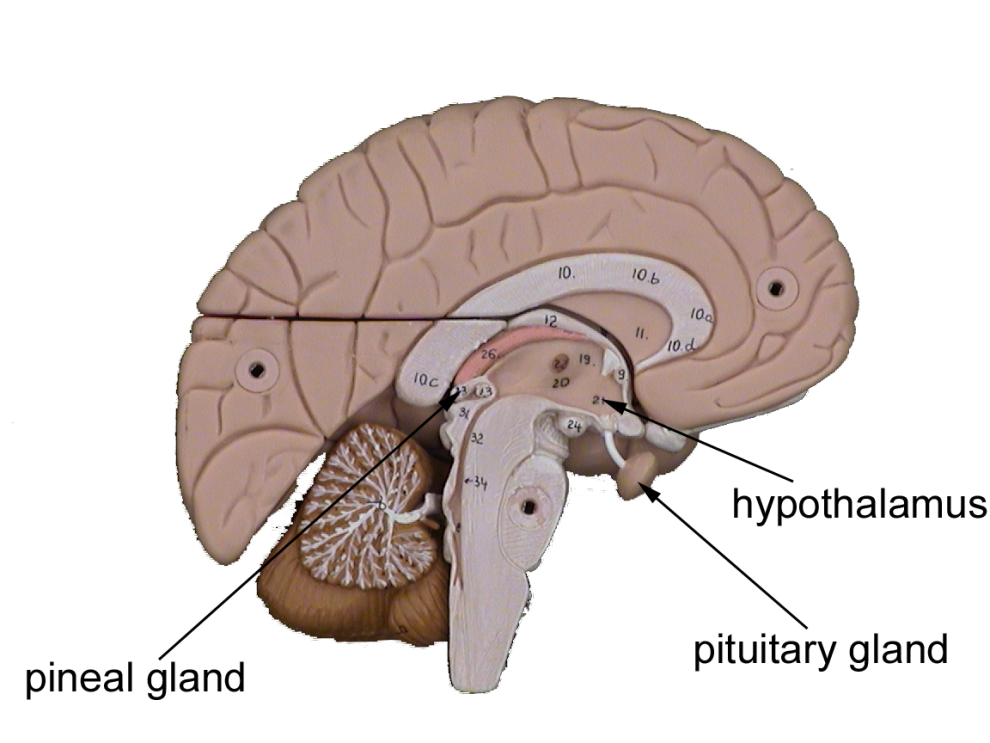 10.
10.b
10.a
12
11.
10.d
26.
19.
9
10.c
20
23
21
31
24
32
←34
hypothalamus
pituitary gland
pineal gland